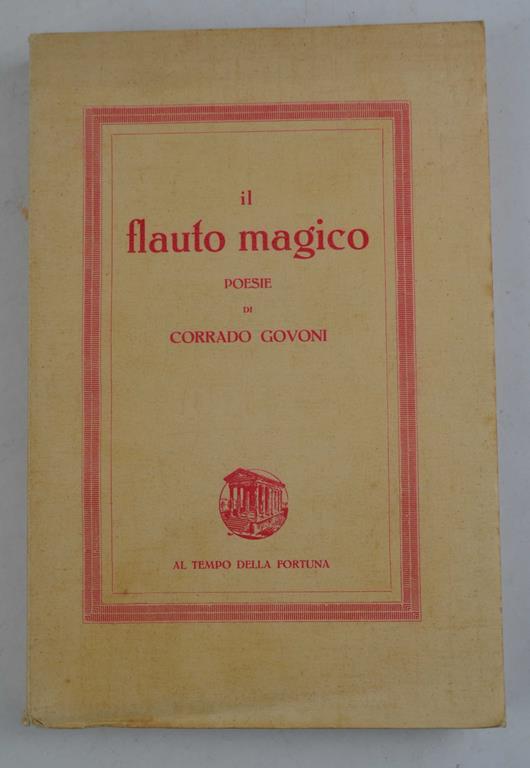 il
flauto magico
POESIE
DI
CORRADO GOVONI
AL TEMPO DELLA FORTUNA